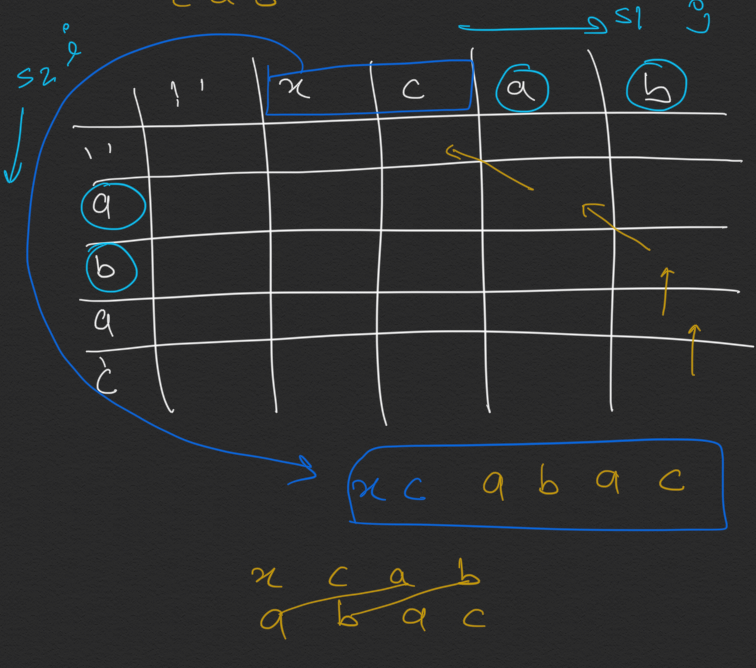 s1 j
s2 i
'' x c a b
''
a
b
a
c
x c a b a c
x c a b
a b a c